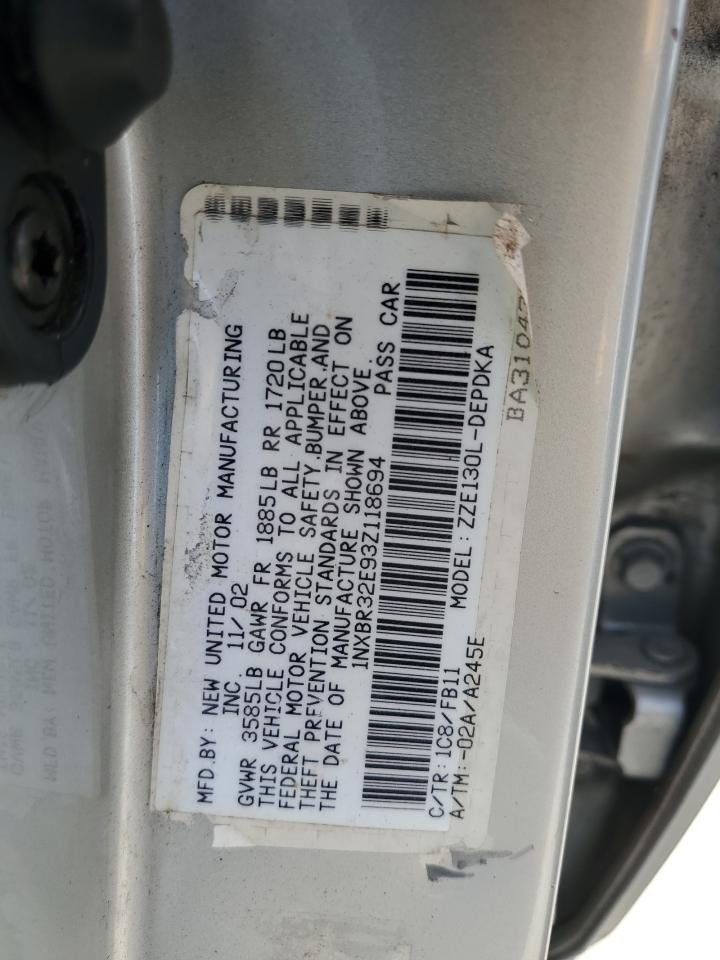 MFD.BY: NEW UNITED MOTOR MANUFACTURING
INC. 11/02
GVWR 3585LB GAWR FR 1885LB RR 1720LB
THIS VEHICLE CONFORMS TO ALL APPLICABLE
FEDERAL MOTOR VEHICLE SAFETY,BUMPER,AND
THEFT PREVENTION STANDARDS IN EFFECT ON
THE DATE OF MANUFACTURE SHOWN ABOVE.
1NXBR32E93Z118694 PASS CAR
C/TR: 1C8/FB11 MODEL: ZZE130L-DEPDKA
A/TM:-02A/A245E